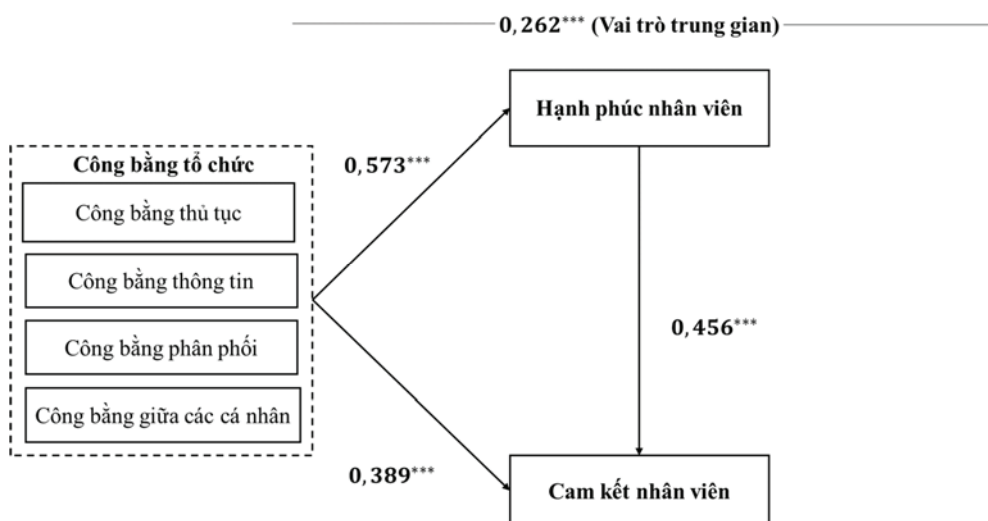 0,262*** (Vai trò trung gian)
Hạnh phúc nhân viên
Công bằng tổ chức
0,573***
Công bằng thủ tục
Công bằng thông tin
0,456***
Công bằng phân phối
Công bằng giữa các cá nhân
0,389***
Cam kết nhân viên